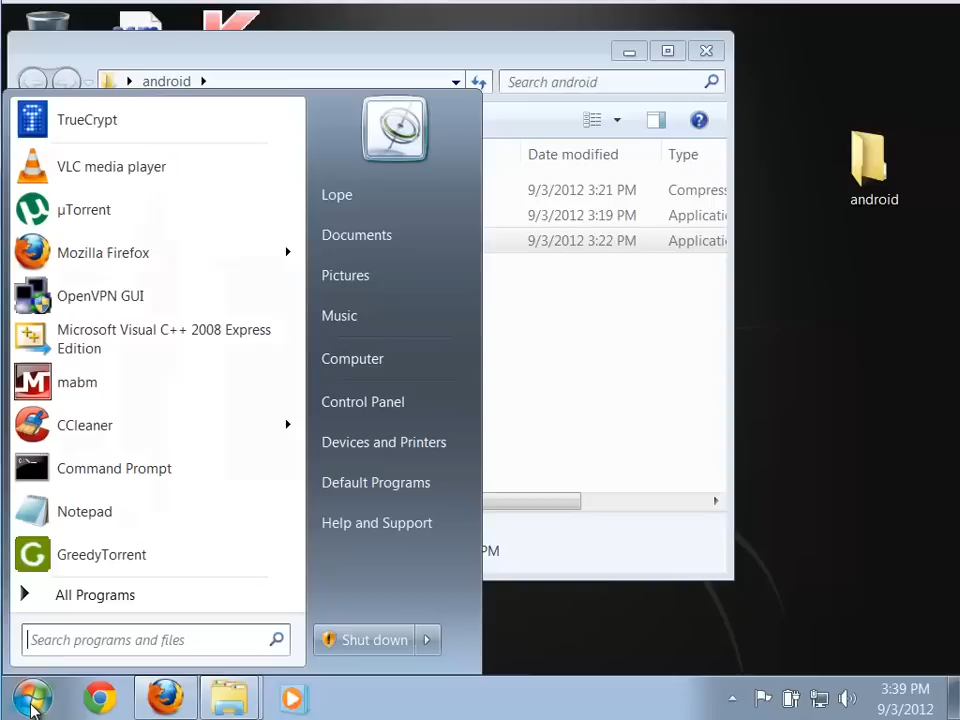 android
Search android
Date modified
Type
9/3/2012 3:21 PM
Compress
9/3/2012 3:19 PM
Applicatio
9/3/2012 3:22 PM
Applicatio
PM
TrueCrypt
VLC media player
µTorrent
Mozilla Firefox
OpenVPN GUI
Microsoft Visual C++ 2008 Express
Edition
mabm
CCleaner
Command Prompt
Notepad
GreedyTorrent
All Programs
Search programs and files
Lope
Documents
Pictures
Music
Computer
Control Panel
Devices and Printers
Default Programs
Help and Support
Shut down
android
3:39 PM
9/3/2012